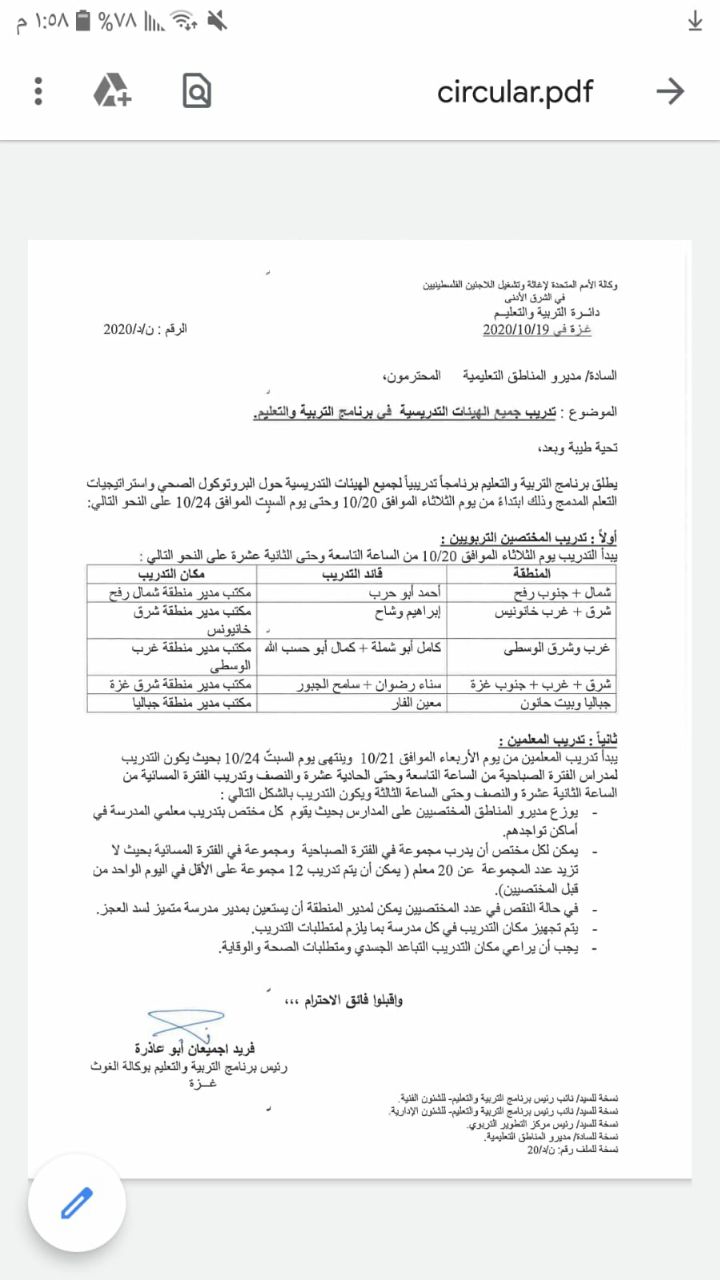 ١:٥٨ م ٧٨%
circular.pdf
وكالة الأمم المتحدة لإغاثة وتشغيل اللاجئين الفلسطينيين
في الشرق الأدنى
دائـرة التربية والتعليـم
غزة في 2020/10/19
الرقم : ن/د/2020
السادة/ مديرو المناطق التعليمية المحترمون،
الموضوع : تدريب جميع الهيئات التدريسية في برنامج التربية والتعليم.
تحية طيبة وبعد،
يطلق برنامج التربية والتعليم برنامجاً تدريبياً لجميع الهيئات التدريسية حول البروتوكول الصحي واستراتيجيات
التعلم المدمج وذلك ابتداءً من يوم الثلاثاء الموافق 10/20 وحتى يوم السبت الموافق 10/24 على النحو التالي:
أولاً : تدريب المختصين التربويين :
يبدأ التدريب يوم الثلاثاء الموافق 10/20 من الساعة التاسعة وحتى الثانية عشرة على النحو التالي :
المنطقة قائد التدريب مكان التدريب
شمال + جنوب رفح أحمد أبو حرب مكتب مدير منطقة شمال رفح
شرق + غرب خانونيس إبراهيم وشاح مكتب مدير منطقة شرق
خانيونس
غرب وشرق الوسطى كامل أبو شملة + كمال أبو حسب الله مكتب مدير منطقة غرب
الوسطى
شرق + غرب + جنوب غزة سناء رضوان + سامح الجبور مكتب مدير منطقة شرق غزة
جباليا وبيت حانون معين الفار مكتب مدير منطقة جباليا
ثانياً : تدريب المعلمين :
يبدأ تدريب المعلمين من يوم الأربعاء الموافق 10/21 وينتهى يوم السبت 10/24 بحيث يكون التدريب
لمدراس الفترة الصباحية من الساعة التاسعة وحتى الحادية عشرة والنصف وتدريب الفترة المسائية من
الساعة الثانية عشرة والنصف وحتى الساعة الثالثة ويكون التدريب بالشكل التالي :
- يوزع مديرو المناطق المختصيين على المدارس بحيث يقوم كل مختص بتدريب معلمي المدرسة في
أماكن تواجدهم.
- يمكن لكل مختص أن يدرب مجموعة في الفترة الصباحية ومجموعة في الفترة المسائية بحيث لا
تزيد عدد المجموعة عن 20 معلم ( يمكن أن يتم تدريب 12 مجموعة على الأقل في اليوم الواحد من
قبل المختصيين).
- في حالة النقص في عدد المختصيين يمكن لمدير المنطقة أن يستعين بمدير مدرسة متميز لسد العجز.
- يتم تجهيز مكان التدريب في كل مدرسة بما يلزم لمتطلبات التدريب.
- يجب أن يراعي مكان التدريب التباعد الجسدي ومتطلبات الصحة والوقاية.
واقبلوا فائق الاحترام ،،،
فريد اجميعان أبو عاذرة
رئيس برنامج التربية والتعليم بوكالة الغوث
غـزة
نسخة للسيد/ نائب رئيس برنامج التربية والتعليم- للشئون الفنية.
نسخة للسيد/ نائب رئيس برنامج التربية والتعليم- للشئون الإدارية.
نسخة للسيد/ رئيس مركز التطوير التربوي.
نسخة للسادة/ مديرو المناطق التعليمية.
نسخة للملف رقم: ن/د/20